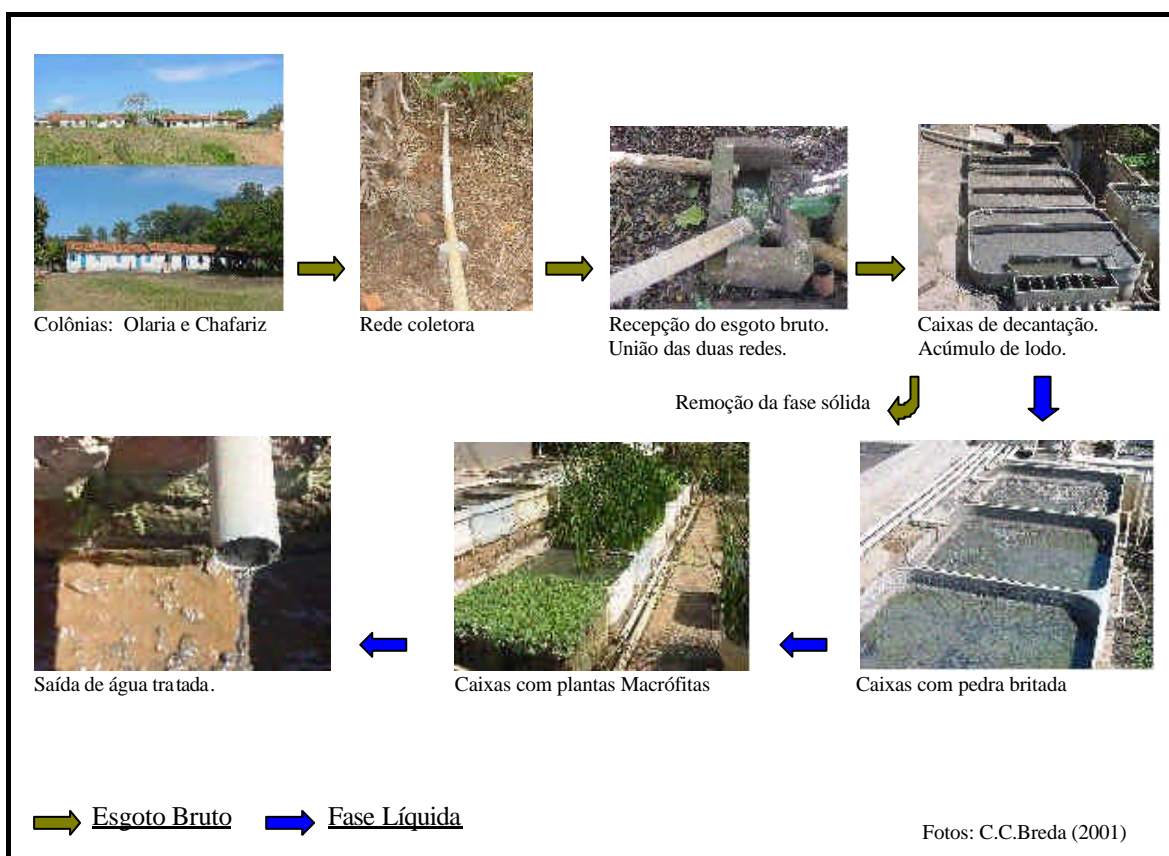 Colônias: Olaria e Chafariz
Rede coletora
Recepção do esgoto bruto.
União das duas redes.
Caixas de decantação.
Acúmulo de lodo.
Remoção da fase sólida
Saída de água tratada.
Caixas com plantas Macrófitas
Caixas com pedra britada
Esgoto Bruto
Fase Líquida
Fotos: C.C.Breda (2001)